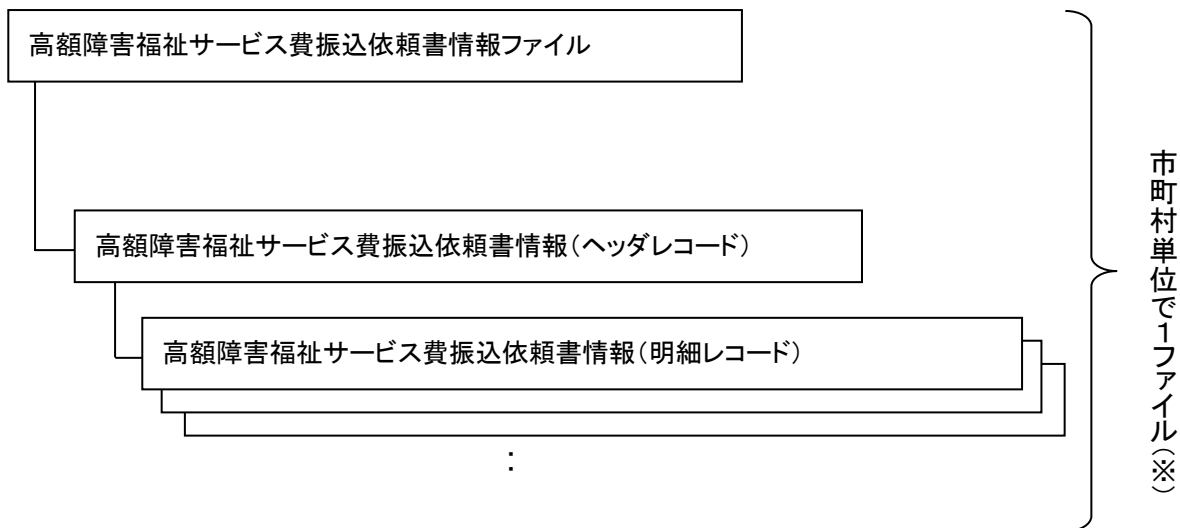 高額障害福祉サービス費振込依頼書情報ファイル
高額障害福祉サービス費振込依頼書情報(ヘッダレコード)
高額障害福祉サービス費振込依頼書情報(明細レコード)
:
市町村単位で1ファイル(※)